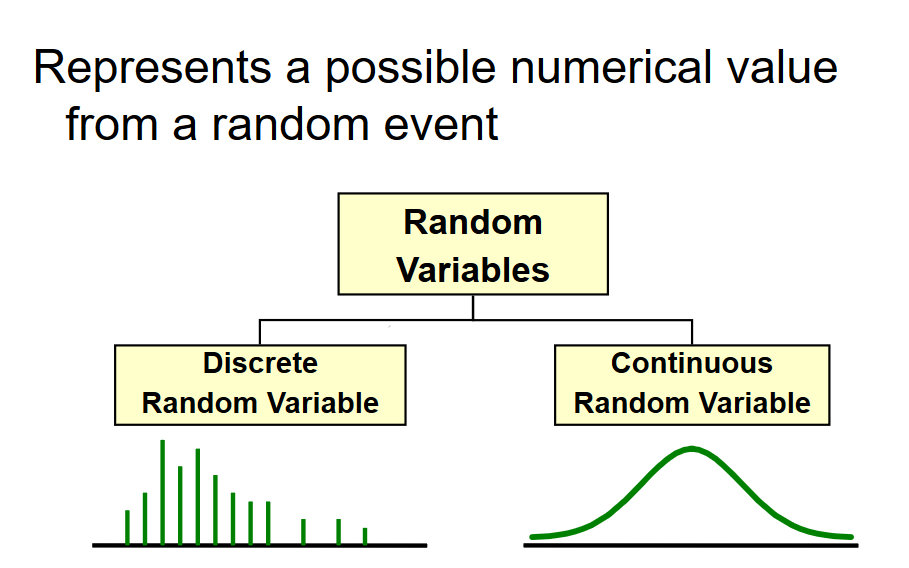 Represents a possible numerical value
from a random event
Random
Variables
Discrete
Random Variable
Continuous
Random Variable